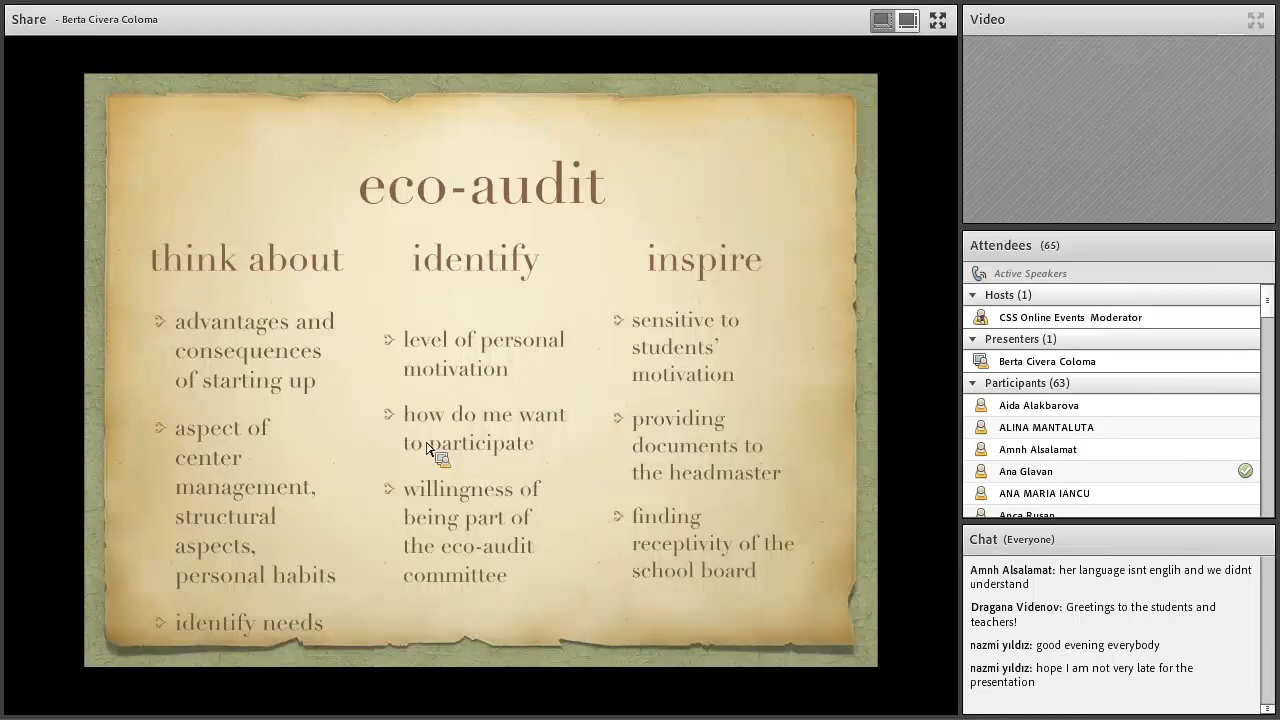 Share - Berta Civera Coloma
eco-audit
think about
advantages and
consequences
of starting up
aspect of
center
management,
structural
aspects,
personal habits
identify needs
identify
level of personal
motivation
how do me want
to participate
willingness of
being part of
the eco-audit
committee
inspire
sensitive to
students'
motivation
providing
documents to
the headmaster
finding
receptivity of the
school board
Video
Attendees (65)
Active Speakers
Hosts (1)
CSS Online Events Moderator
Presenters (1)
Berta Civera Coloma
Participants (63)
Aida Alakbarova
ALINA MANTALUTA
Amnh Alsalamat
Ana Glavan
ANA MARIA IANCU
Anca Rusan
Chat (Everyone)
Amnh Alsalamat: her language isnt englih and we didnt
understand
Dragana Videnov: Greetings to the students and
teachers!
nazmi yıldız: good evening everybody
nazmi yıldız: hope I am not very late for the
presentation